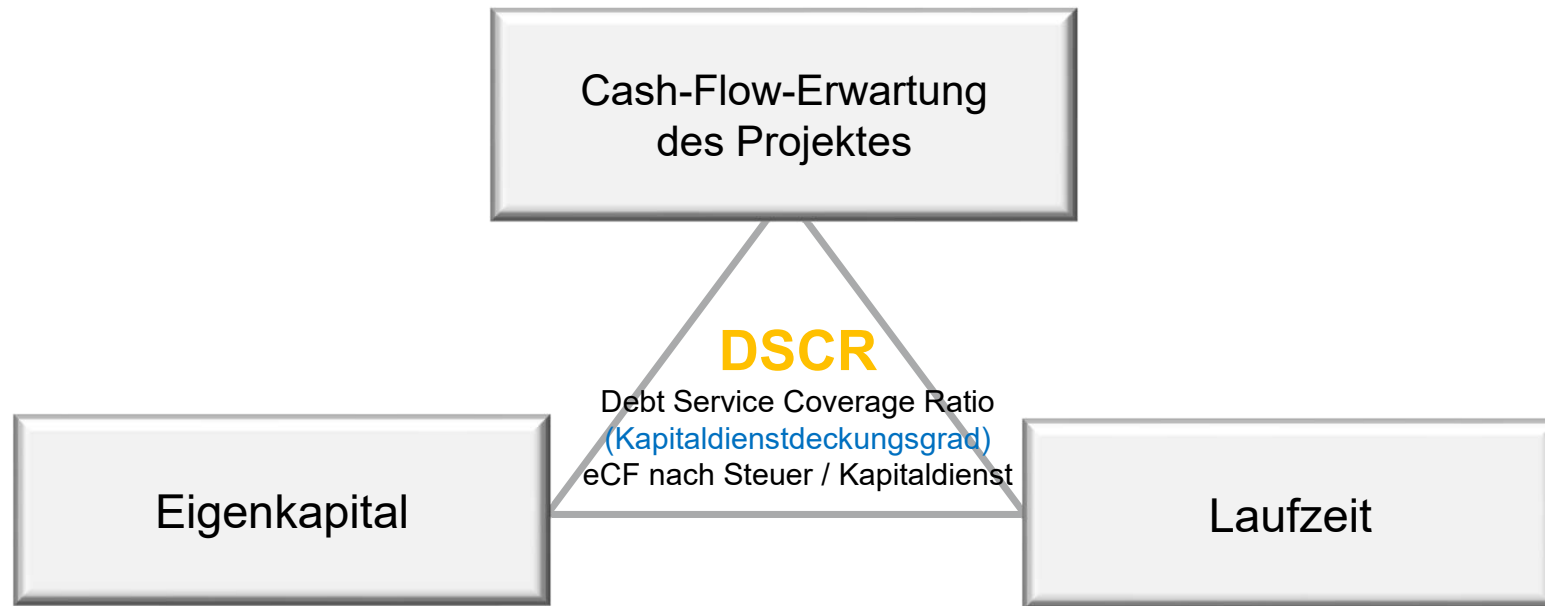 Cash-Flow-Erwartung
des Projektes
DSCR
Debt Service Coverage Ratio
(Kapitaldienstdeckungsgrad)
eCF nach Steuer / Kapitaldienst
Eigenkapital
Laufzeit